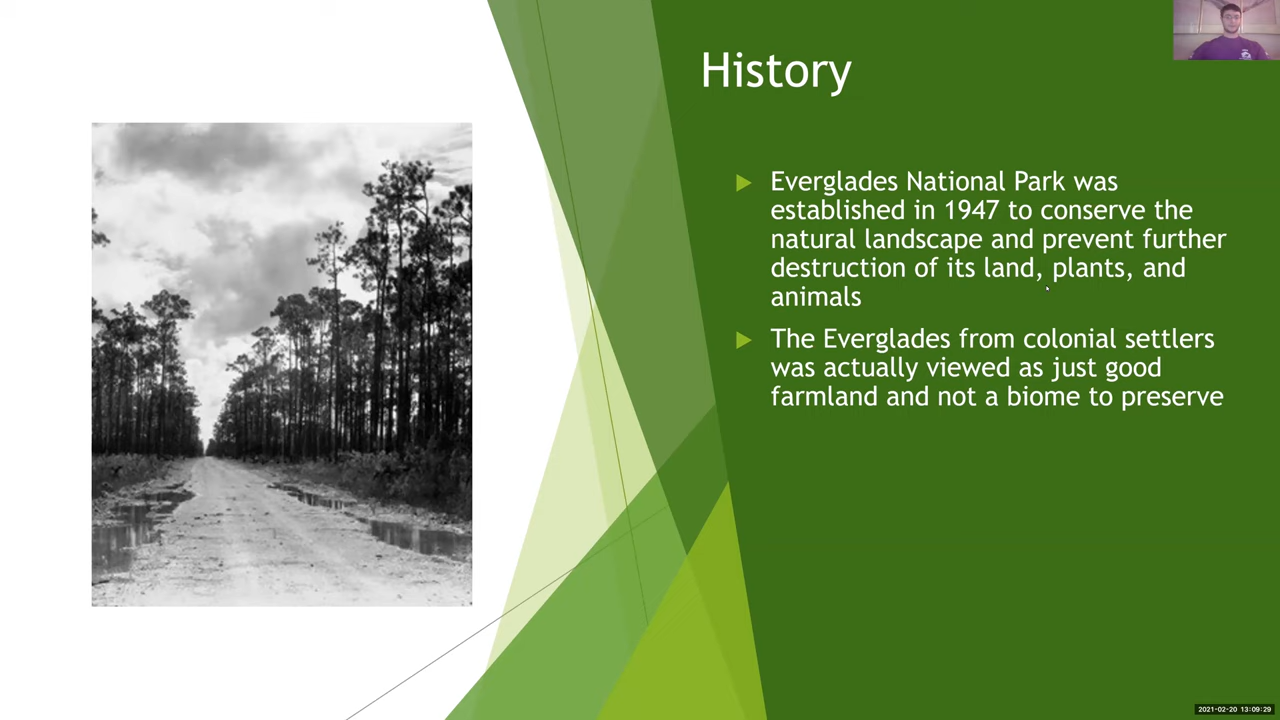 History
Everglades National Park was
established in 1947 to conserve the
natural landscape and prevent further
destruction of its land, plants, and
animals
The Everglades from colonial settlers
was actually viewed as just good
farmland and not a biome to preserve
2021-02-20 13:09:29